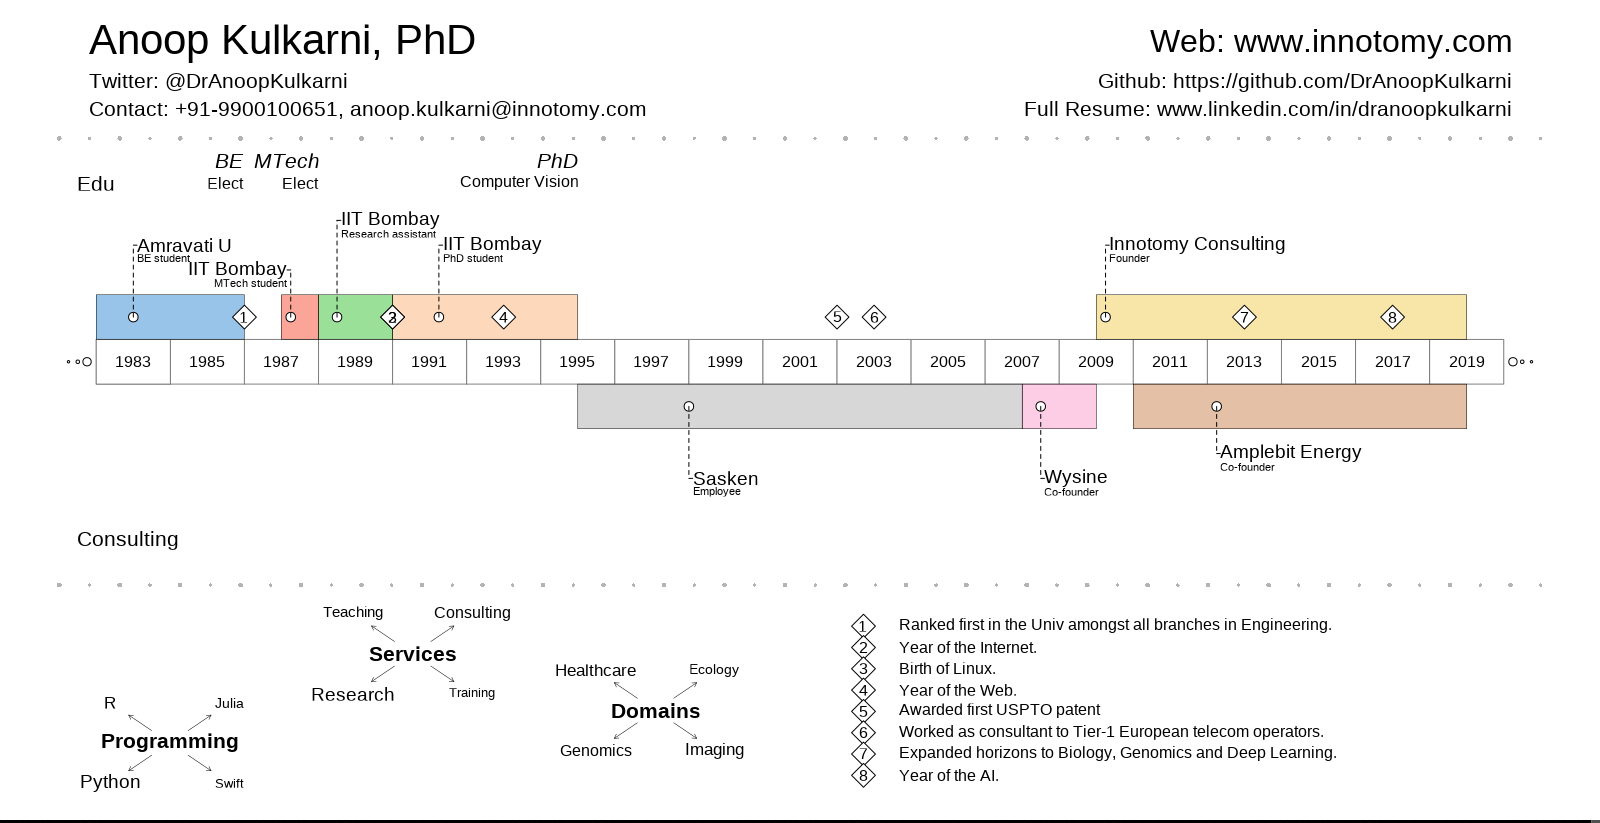 Anoop Kulkarni, PhD
Web: www.innotomy.com
Twitter: @DrAnoopKulkarni
Github: https://github.com/DrAnoopKulkarni
Contact: +91-9900100651, anoop.kulkarni@innotomy.com
Full Resume: www.linkedin.com/in/dranoopkulkarni
BE MTech PhD
Edu Elect Elect Computer Vision
IIT Bombay
Research assistant
Amravati U
BE student
IIT Bombay
PhD student
Innotomy Consulting
Founder
IIT Bombay
MTech student
1 3 4 5 6 7 8
1983 1985 1987 1989 1991 1993 1995 1997 1999 2001 2003 2005 2007 2009 2011 2013 2015 2017 2019
Amplebit Energy
Co-founder
Sasken
Employee
Wysine
Co-founder
Consulting
Teaching Consulting
Services
Research Training
Healthcare Ecology
Domains
Genomics Imaging
R Julia
Programming
Python Swift
1 Ranked first in the Univ amongst all branches in Engineering.
2 Year of the Internet.
3 Birth of Linux.
4 Year of the Web.
5 Awarded first USPTO patent
6 Worked as consultant to Tier-1 European telecom operators.
7 Expanded horizons to Biology, Genomics and Deep Learning.
8 Year of the AI.